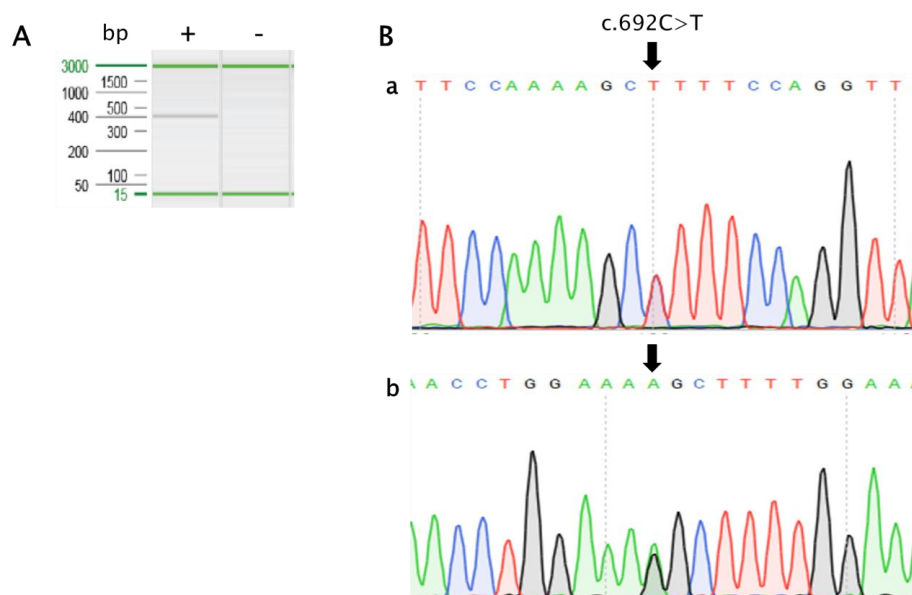 A
bp
+
-
3000
1500
1000
500
400
300
200
100
50
15
B
c.692C>T
a
T T C C A A A A G C T T T T C C A G G T T
b
A A C C T G G A A A A G C T T T T G G A A A